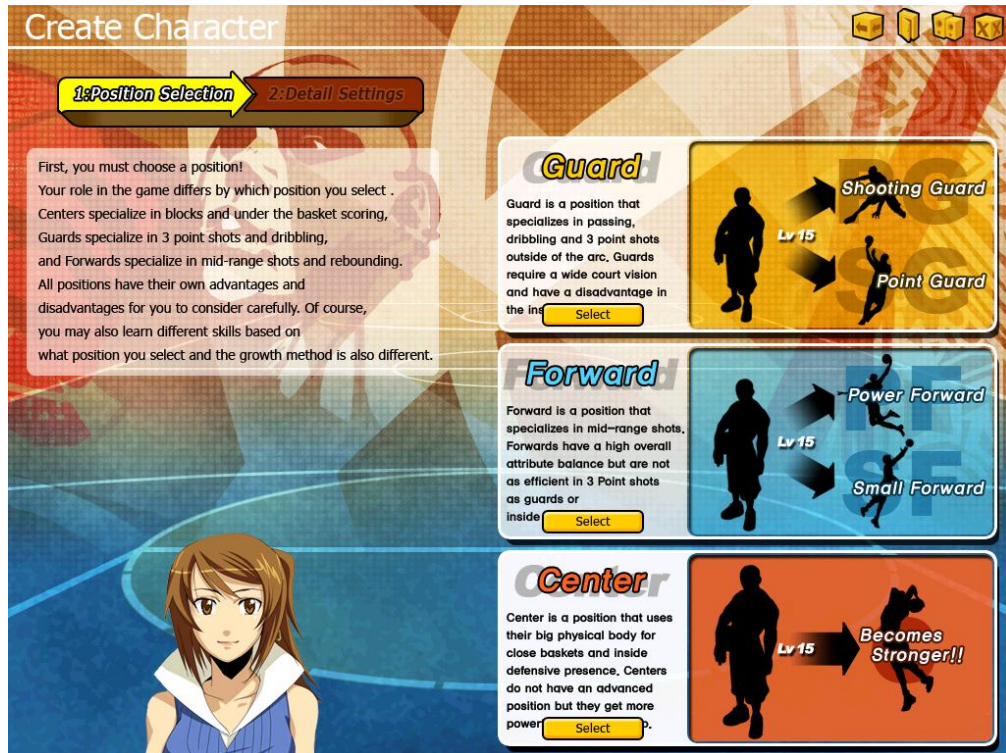 Create Character
1:Position Selection
2:Detail Settings
First, you must choose a position!
Your role in the game differs by which position you select .
Centers specialize in blocks and under the basket scoring,
Guards specialize in 3 point shots and dribbling,
and Forwards specialize in mid-range shots and rebounding.
All positions have their own advantages and
disadvantages for you to consider carefully. Of course,
you may also learn different skills based on
what position you select and the growth method is also different.
Guard
Guard is a position that
specializes in passing,
dribbling and 3 point shots
outside of the arc. Guards
require a wide court vision
and have a disadvantage in
the
Select
Lv 15
PG
Shooting Guard
SG
Point Guard
Forward
Forward is a position that
specializes in mid-range shots.
Forwards have a high overall
attribute balance but are not
as efficient in 3 Point shots
as guards or
inside
Select
Lv 15
PF
Power Forward
SF
Small Forward
Center
Center is a position that uses
their big physical body for
close baskets and inside
defensive presence. Centers
do not have an advanced
position but they get more
Select
Lv 15
Becomes
Stronger!!